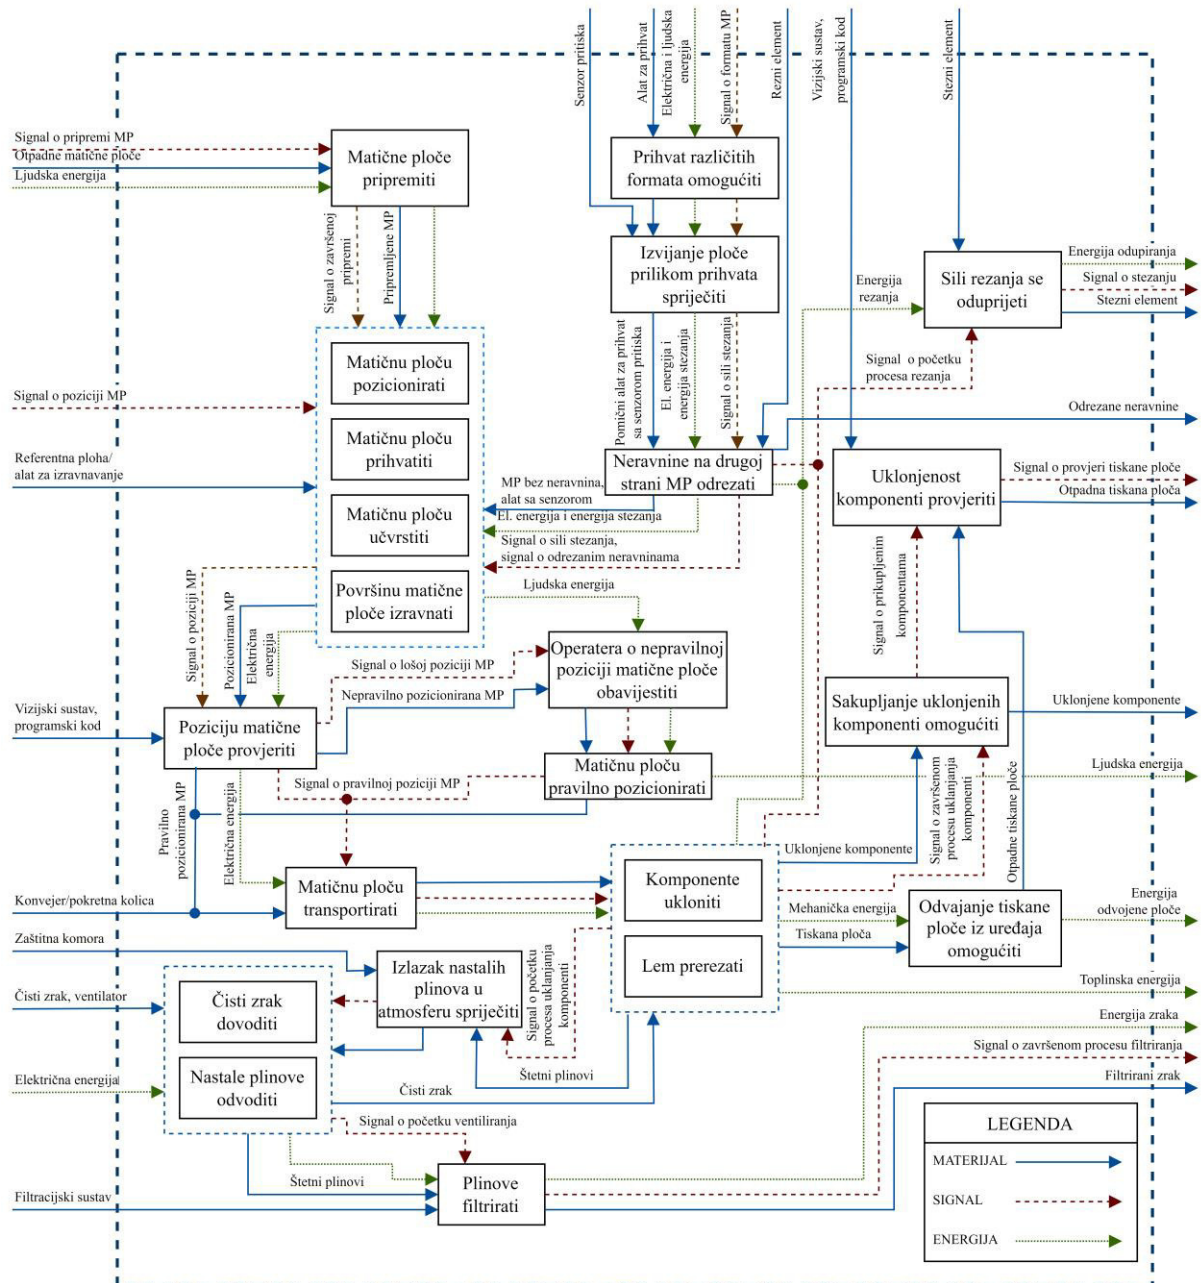 Senzor pritiska
Alat za prihvat
Električna i ljudska
energija
Signal o formatu MP
Rezni element
Vizijski sustav,
programski kod
Stezni element
Signal o pripremi MP
Otpadne matične ploče
Ljudska energija
Matične ploče
pripremiti
Prihvat različitih
formata omogućiti
Signal o završenoj
pripremi
Pripremljene MP
Izvijanje ploče
prilikom prihvata
spriječiti
Energija
rezanja
Sili rezanja se
oduprijeti
Energija odupiranja
Signal o stezanju
Stezni element
Matičnu ploču
pozicionirati
Pomični alat za prihvat
sa senzorom pritiska
El. energija i
energija stezanja
Signal o sili stezanja
Signal o početku
procesa rezanja
Signal o poziciji MP
Odrezane neravnine
Matičnu ploču
prihvatiti
Referentna ploha/
alat za izravnavanje
Neravnine na drugoj
strani MP odrezati
MP bez neravnina,
alat sa senzorom
El. energija i energija stezanja
Uklonjenost
komponenti provjeriti
Signal o provjeri tiskane ploče
Otpadna tiskana ploča
Matičnu ploču
učvrstiti
Signal o sili stezanja,
signal o odrezanim neravninama
Površinu matične
ploče izravnati
Ljudska energija
Signal o prikupljenim
komponentama
Signal o poziciji MP
Pozicionirana MP
Električna
energija
Signal o lošoj poziciji MP
Nepravilno pozicionirana MP
Operatera o nepravilnoj
poziciji matične ploče
obavijestiti
Vizijski sustav,
programski kod
Poziciju matične
ploče provjeriti
Sakupljanje uklonjenih
komponenti omogućiti
Uklonjene komponente
Signal o pravilnoj poziciji MP
Matičnu ploču
pravilno pozicionirati
Ljudska energija
Pravilno
pozicionirana MP
Električna energija
Signal o završenom
procesu uklanjanja
komponenti
Otpadne tiskane ploče
Uklonjene komponente
Konvejer/pokretna kolica
Matičnu ploču
transportirati
Komponente
ukloniti
Mehanička energija
Tiskana ploča
Odvajanje tiskane
ploče iz uređaja
omogućiti
Energija
odvojene ploče
Zaštitna komora
Izlazak nastalih
plinova u
atmosferu spriječiti
Signal o početku
procesa uklanjanja
komponenti
Lem prerezati
Toplinska energija
Čisti zrak, ventilator
Čisti zrak
dovoditi
Energija zraka
Signal o završenom procesu filtriranja
Električna energija
Nastale plinove
odvoditi
Štetni plinovi
Čisti zrak
Filtrirani zrak
Signal o početku ventiliranja
Štetni plinovi
Filtracijski sustav
Plinove
filtrirati
LEGENDA
MATERIJAL
SIGNAL
ENERGIJA